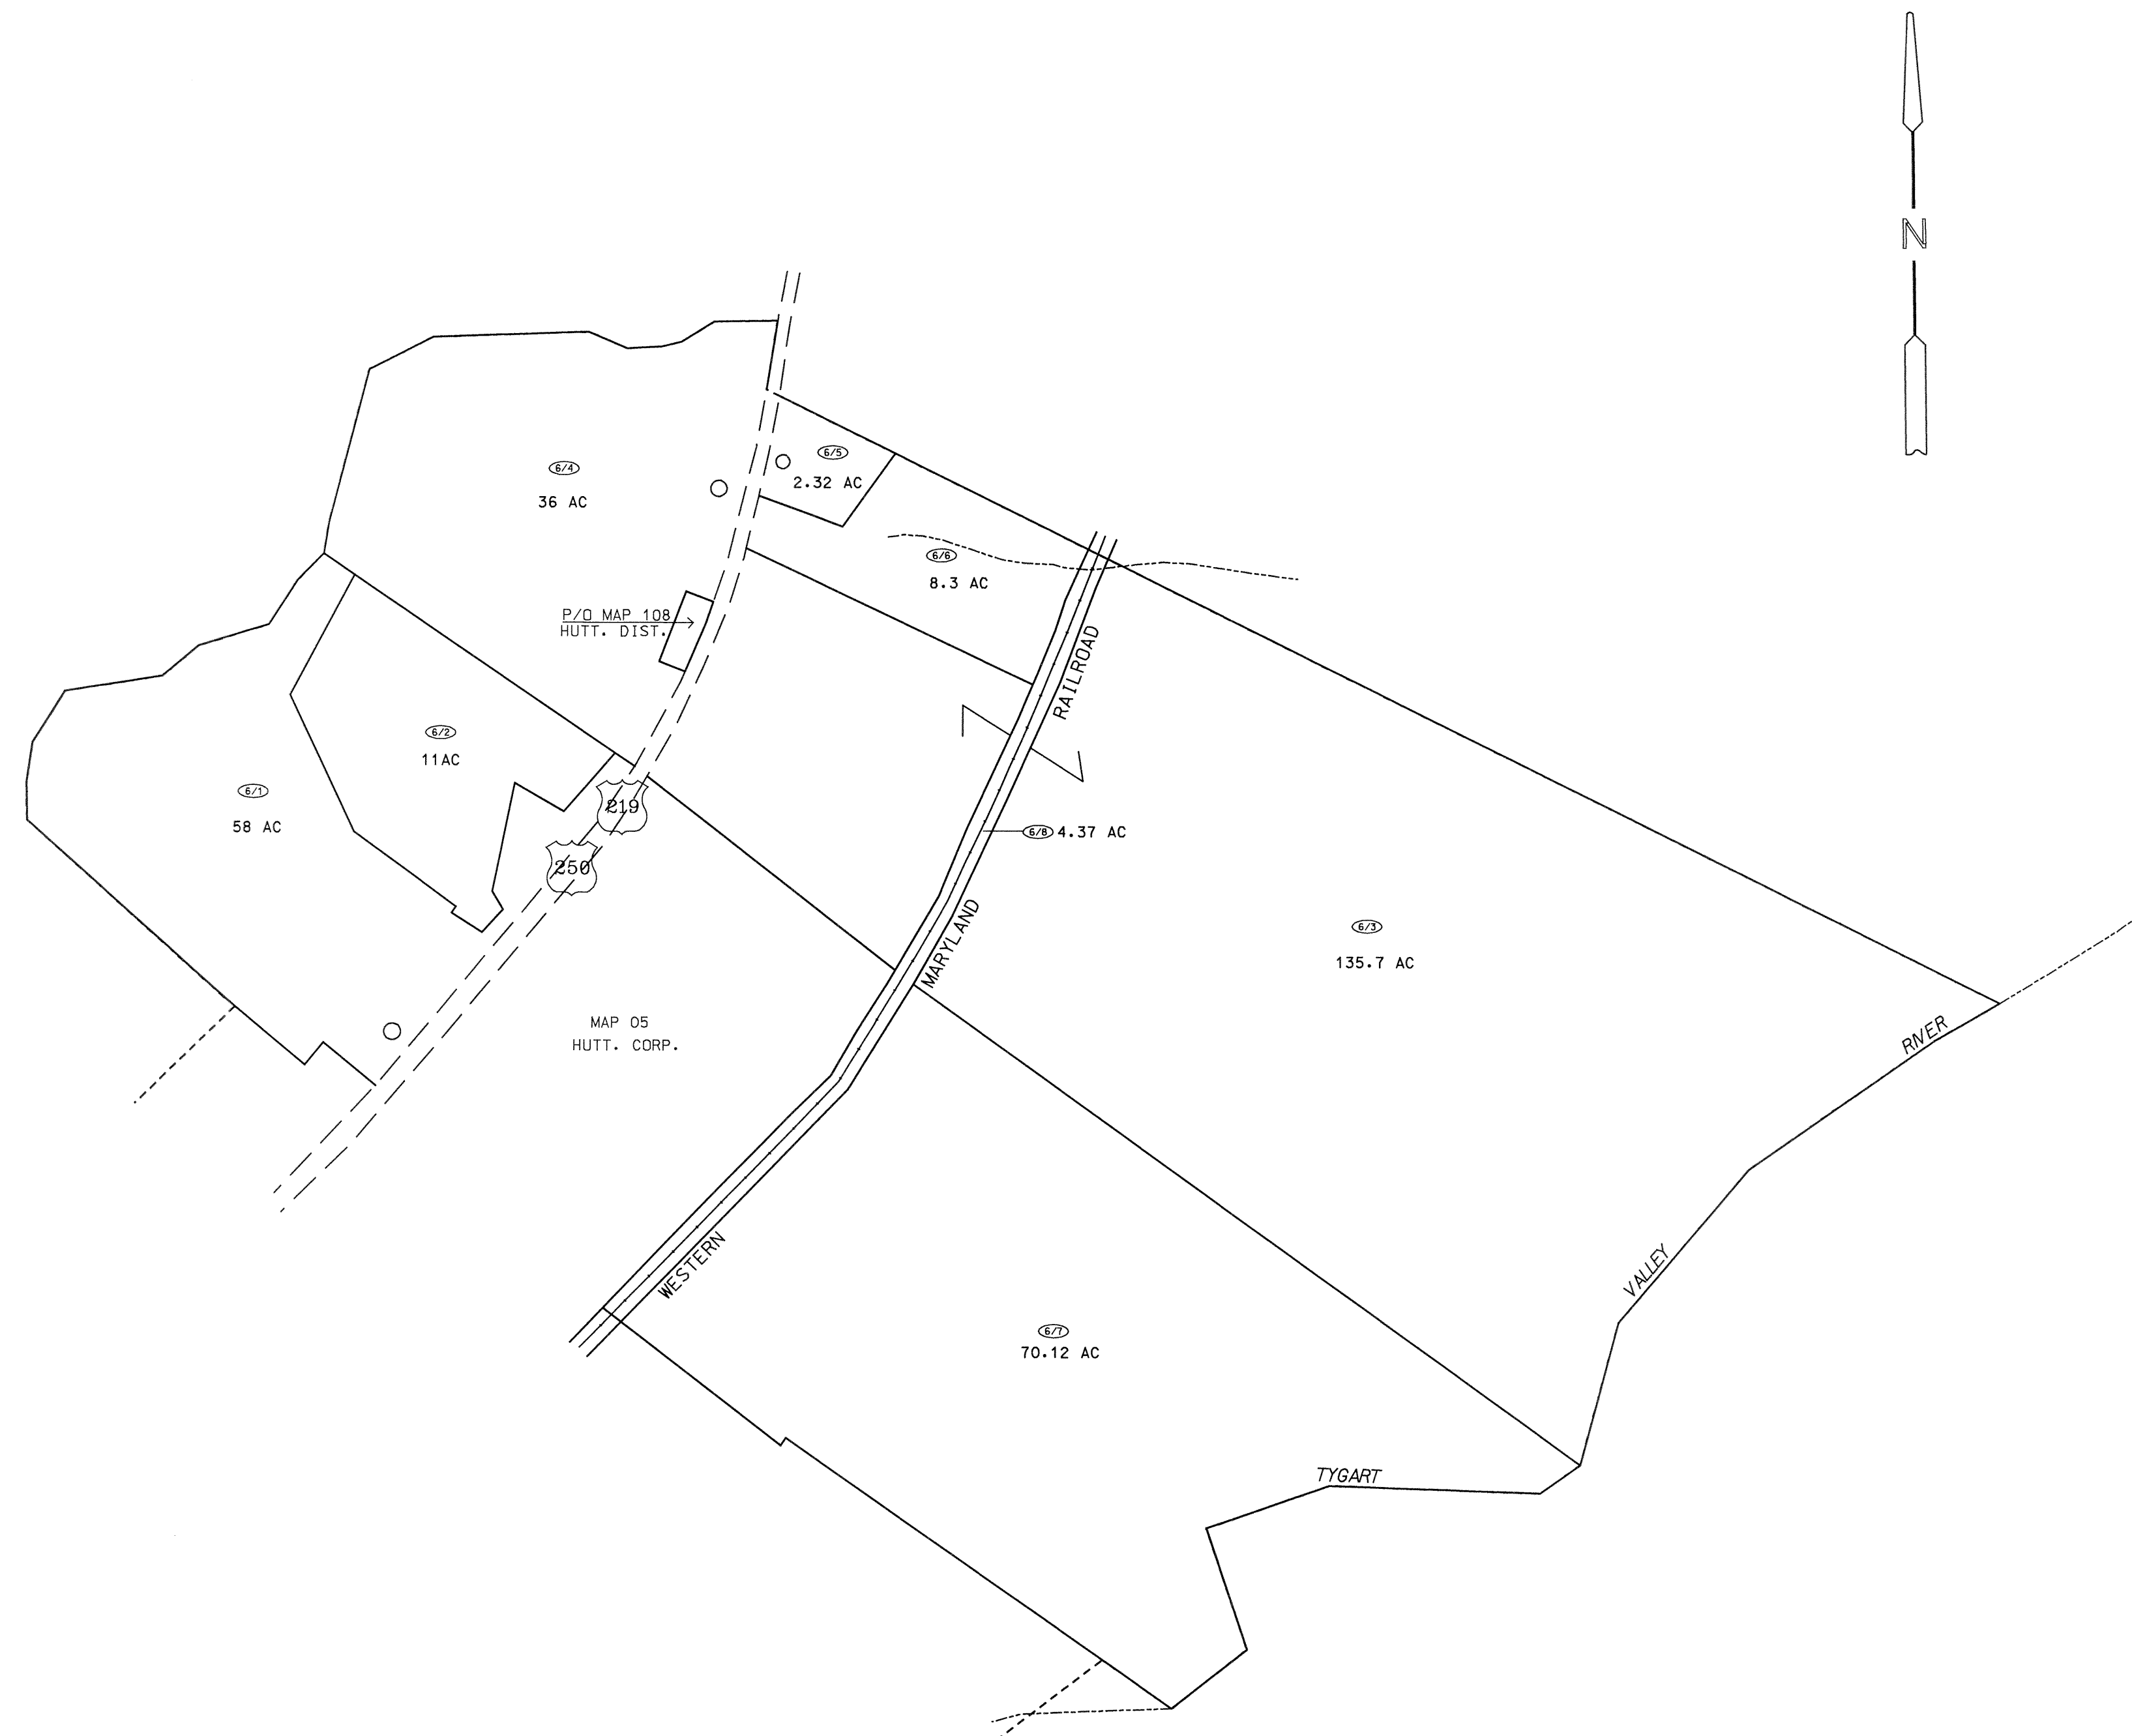 N
6/4
36 AC
6/5
2.32 AC
6/6
8.3 AC
P/O MAP 108
HUTT. DIST.
RAILROAD
6/2
11AC
6/1
58 AC
219
250
6/8 4.37 AC
MARYLAND
6/3
135.7 AC
MAP 05
HUTT. CORP.
RIVER
VALLEY
WESTERN
6/7
70.12 AC
TYGART